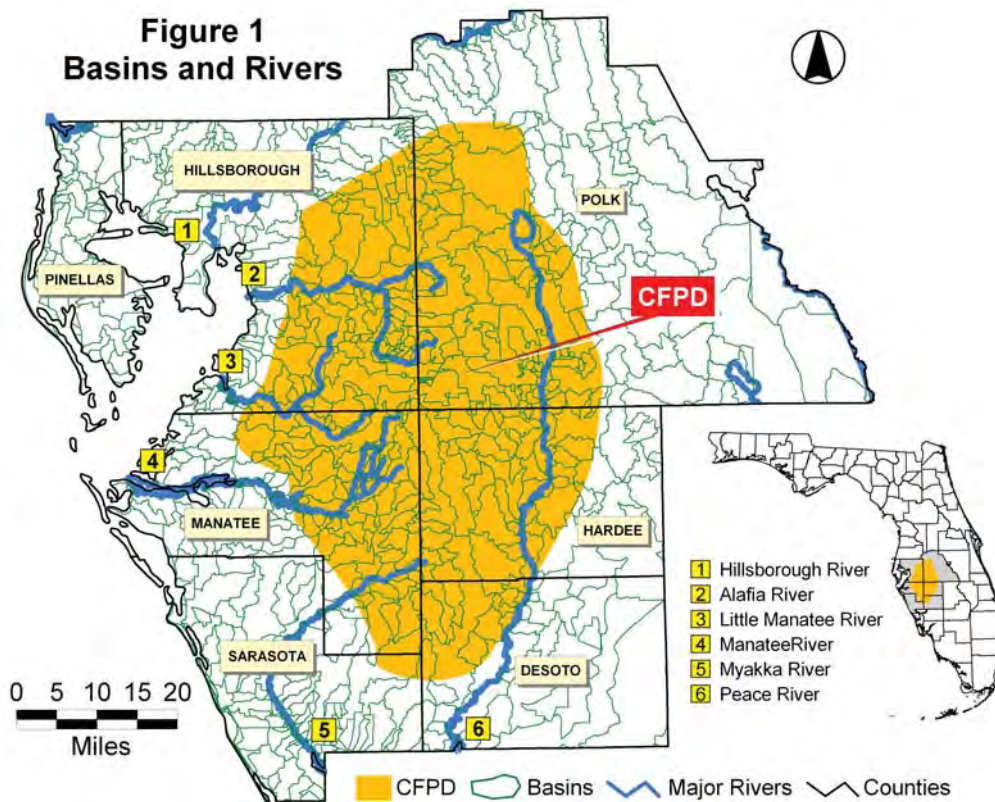 Figure 1
Basins and Rivers
HILLSBOROUGH
POLK
1
PINELLAS
2
CFPD
3
4
MANATEE
HARDEE
1 Hillsborough River
2 Alafia River
3 Little Manatee River
4 ManateeRiver
5 Myakka River
6 Peace River
SARASOTA
DESOTO
0 5 10 15 20
Miles
5
6
CFPD Basins Major Rivers Counties